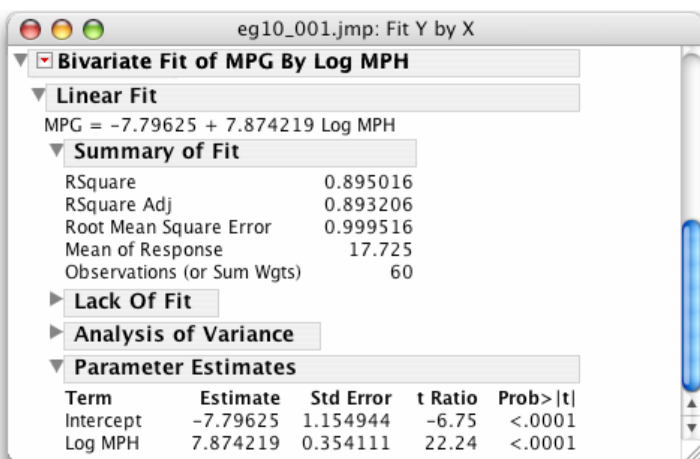 eg10_001.jmp: Fit Y by X
Bivariate Fit of MPG By Log MPH
Linear Fit
MPG = -7.79625 + 7.874219 Log MPH
Summary of Fit
RSquare 0.895016
RSquare Adj 0.893206
Root Mean Square Error 0.999516
Mean of Response 17.725
Observations (or Sum Wgts) 60
Lack Of Fit
Analysis of Variance
Parameter Estimates
Term Estimate Std Error t Ratio Prob>|t|
Intercept -7.79625 1.154944 -6.75 <.0001
Log MPH 7.874219 0.354111 22.24 <.0001